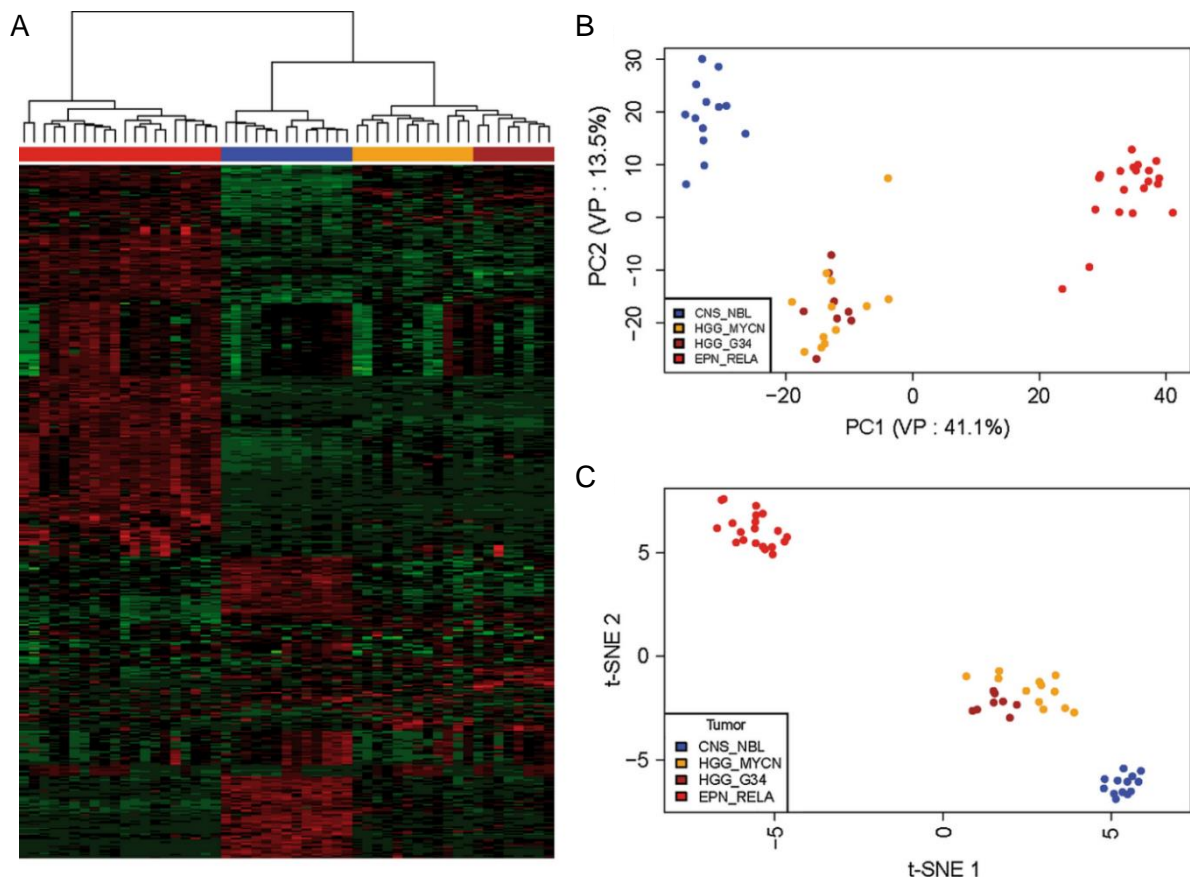 A
B
PC2 (VP : 13.5%)
30
20
10
0
−10
−20
CNS_NBL
HGG_MYCN
HGG_G34
EPN_RELA
−20
0
20
40
PC1 (VP : 41.1%)
C
t-SNE 2
5
0
−5
Tumor
CNS_NBL
HGG_MYCN
HGG_G34
EPN_RELA
−5
0
5
t-SNE 1